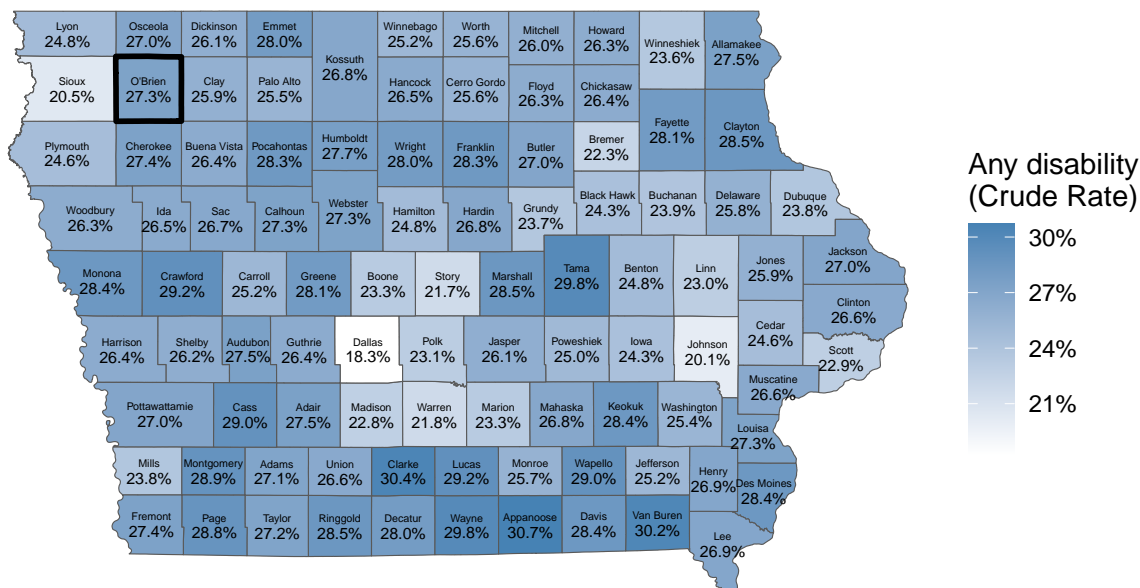 Lyon
24.8%
Osceola
27.0%
Dickinson
26.1%
Emmet
28.0%
Kossuth
26.8%
Winnebago
25.2%
Worth
25.6%
Mitchell
26.0%
Howard
26.3%
Winneshiek
23.6%
Allamakee
27.5%
Sioux
20.5%
O'Brien
27.3%
Clay
25.9%
Palo Alto
25.5%
Hancock
26.5%
Cerro Gordo
25.6%
Floyd
26.3%
Chickasaw
26.4%
Fayette
28.1%
Clayton
28.5%
Plymouth
24.6%
Cherokee
27.4%
Buena Vista
26.4%
Pocahontas
28.3%
Humboldt
27.7%
Wright
28.0%
Franklin
28.3%
Butler
27.0%
Bremer
22.3%
Woodbury
26.3%
Ida
26.5%
Sac
26.7%
Calhoun
27.3%
Webster
27.3%
Hamilton
24.8%
Hardin
26.8%
Grundy
23.7%
Black Hawk
24.3%
Buchanan
23.9%
Delaware
25.8%
Dubuque
23.8%
Monona
28.4%
Crawford
29.2%
Carroll
25.2%
Greene
28.1%
Boone
23.3%
Story
21.7%
Marshall
28.5%
Tama
29.8%
Benton
24.8%
Linn
23.0%
Jones
25.9%
Jackson
27.0%
Clinton
26.6%
Harrison
26.4%
Shelby
26.2%
Audubon
27.5%
Guthrie
26.4%
Dallas
18.3%
Polk
23.1%
Jasper
26.1%
Poweshiek
25.0%
Iowa
24.3%
Johnson
20.1%
Cedar
24.6%
Scott
22.9%
Muscatine
26.6%
Pottawattamie
27.0%
Cass
29.0%
Adair
27.5%
Madison
22.8%
Warren
21.8%
Marion
23.3%
Mahaska
26.8%
Keokuk
28.4%
Washington
25.4%
Louisa
27.3%
Mills
23.8%
Montgomery
28.9%
Adams
27.1%
Union
26.6%
Clarke
30.4%
Lucas
29.2%
Monroe
25.7%
Wapello
29.0%
Jefferson
25.2%
Henry
26.9%
Des Moines
28.4%
Fremont
27.4%
Page
28.8%
Taylor
27.2%
Ringgold
28.5%
Decatur
28.0%
Wayne
29.8%
Appanoose
30.7%
Davis
28.4%
Van Buren
30.2%
Lee
26.9%
Any disability
(Crude Rate)
30%
27%
24%
21%